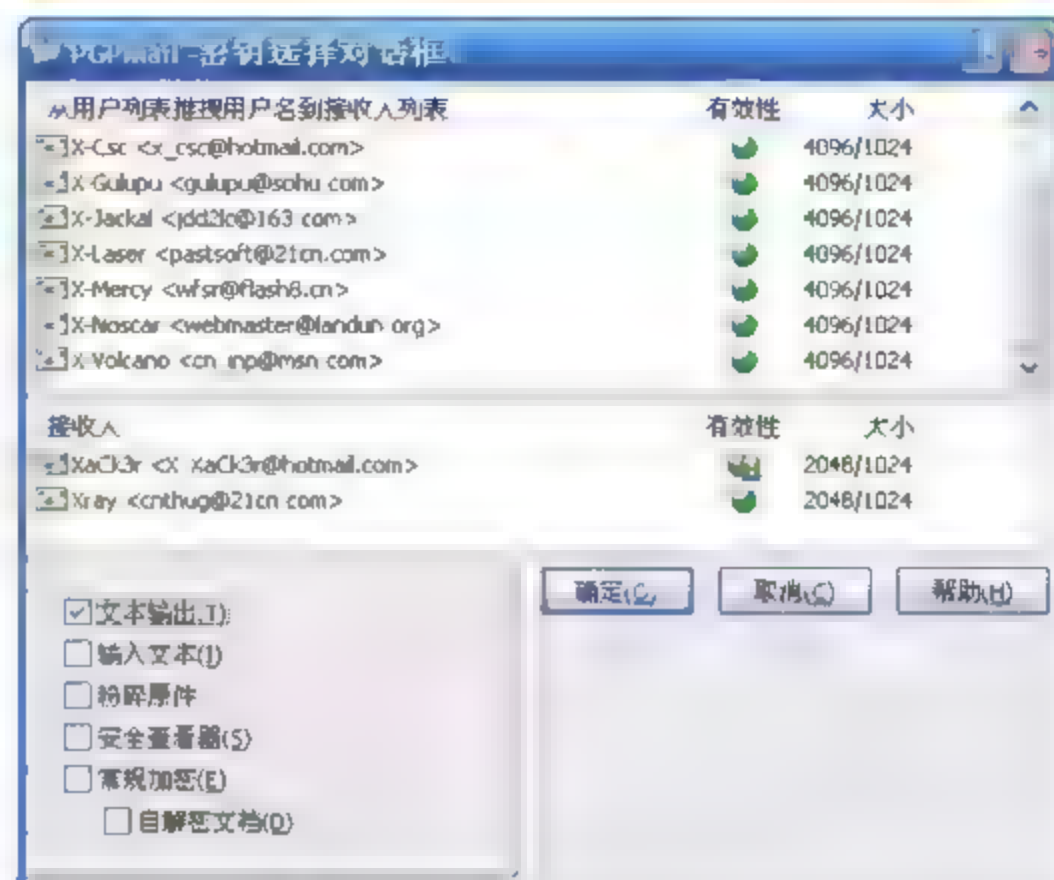 PGPmail - 密钥选择对话框
从用户列表拖拽用户名到接收人列表 有效性 大小
X-Csc <x_csc@hotmail.com> 4096/1024
X-Gulupu <gulupu@sohu.com> 4096/1024
X-Jackal <jdd2k@163.com> 4096/1024
X-Laser <pastsoft@21cn.com> 4096/1024
X-Mercy <wfsr@flash8.cn> 4096/1024
X-Noscar <webmaster@landun.org> 4096/1024
X-Volcano <cn_inp@msn.com> 4096/1024
接收人 有效性 大小
XaCk3r <X_XaCk3r@hotmail.com> 2048/1024
Xray <cnthug@21cn.com> 2048/1024
确定(O) 取消(C) 帮助(H)
文本输出(T)
输入文本(I)
粉碎原件
安全查看器(S)
常规加密(E)
自解密文档(D)